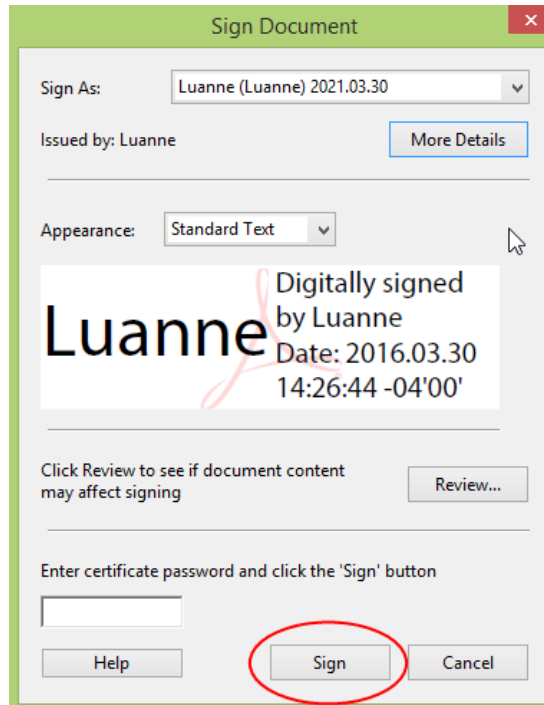 Sign Document
Sign As:
Luanne (Luanne) 2021.03.30
Issued by: Luanne
More Details
Appearance:
Standard Text
Luanne
Digitally signed
by Luanne
Date: 2016.03.30
14:26:44 -04'00'
Click Review to see if document content
may affect signing
Review...
Enter certificate password and click the 'Sign' button
Help
Sign
Cancel